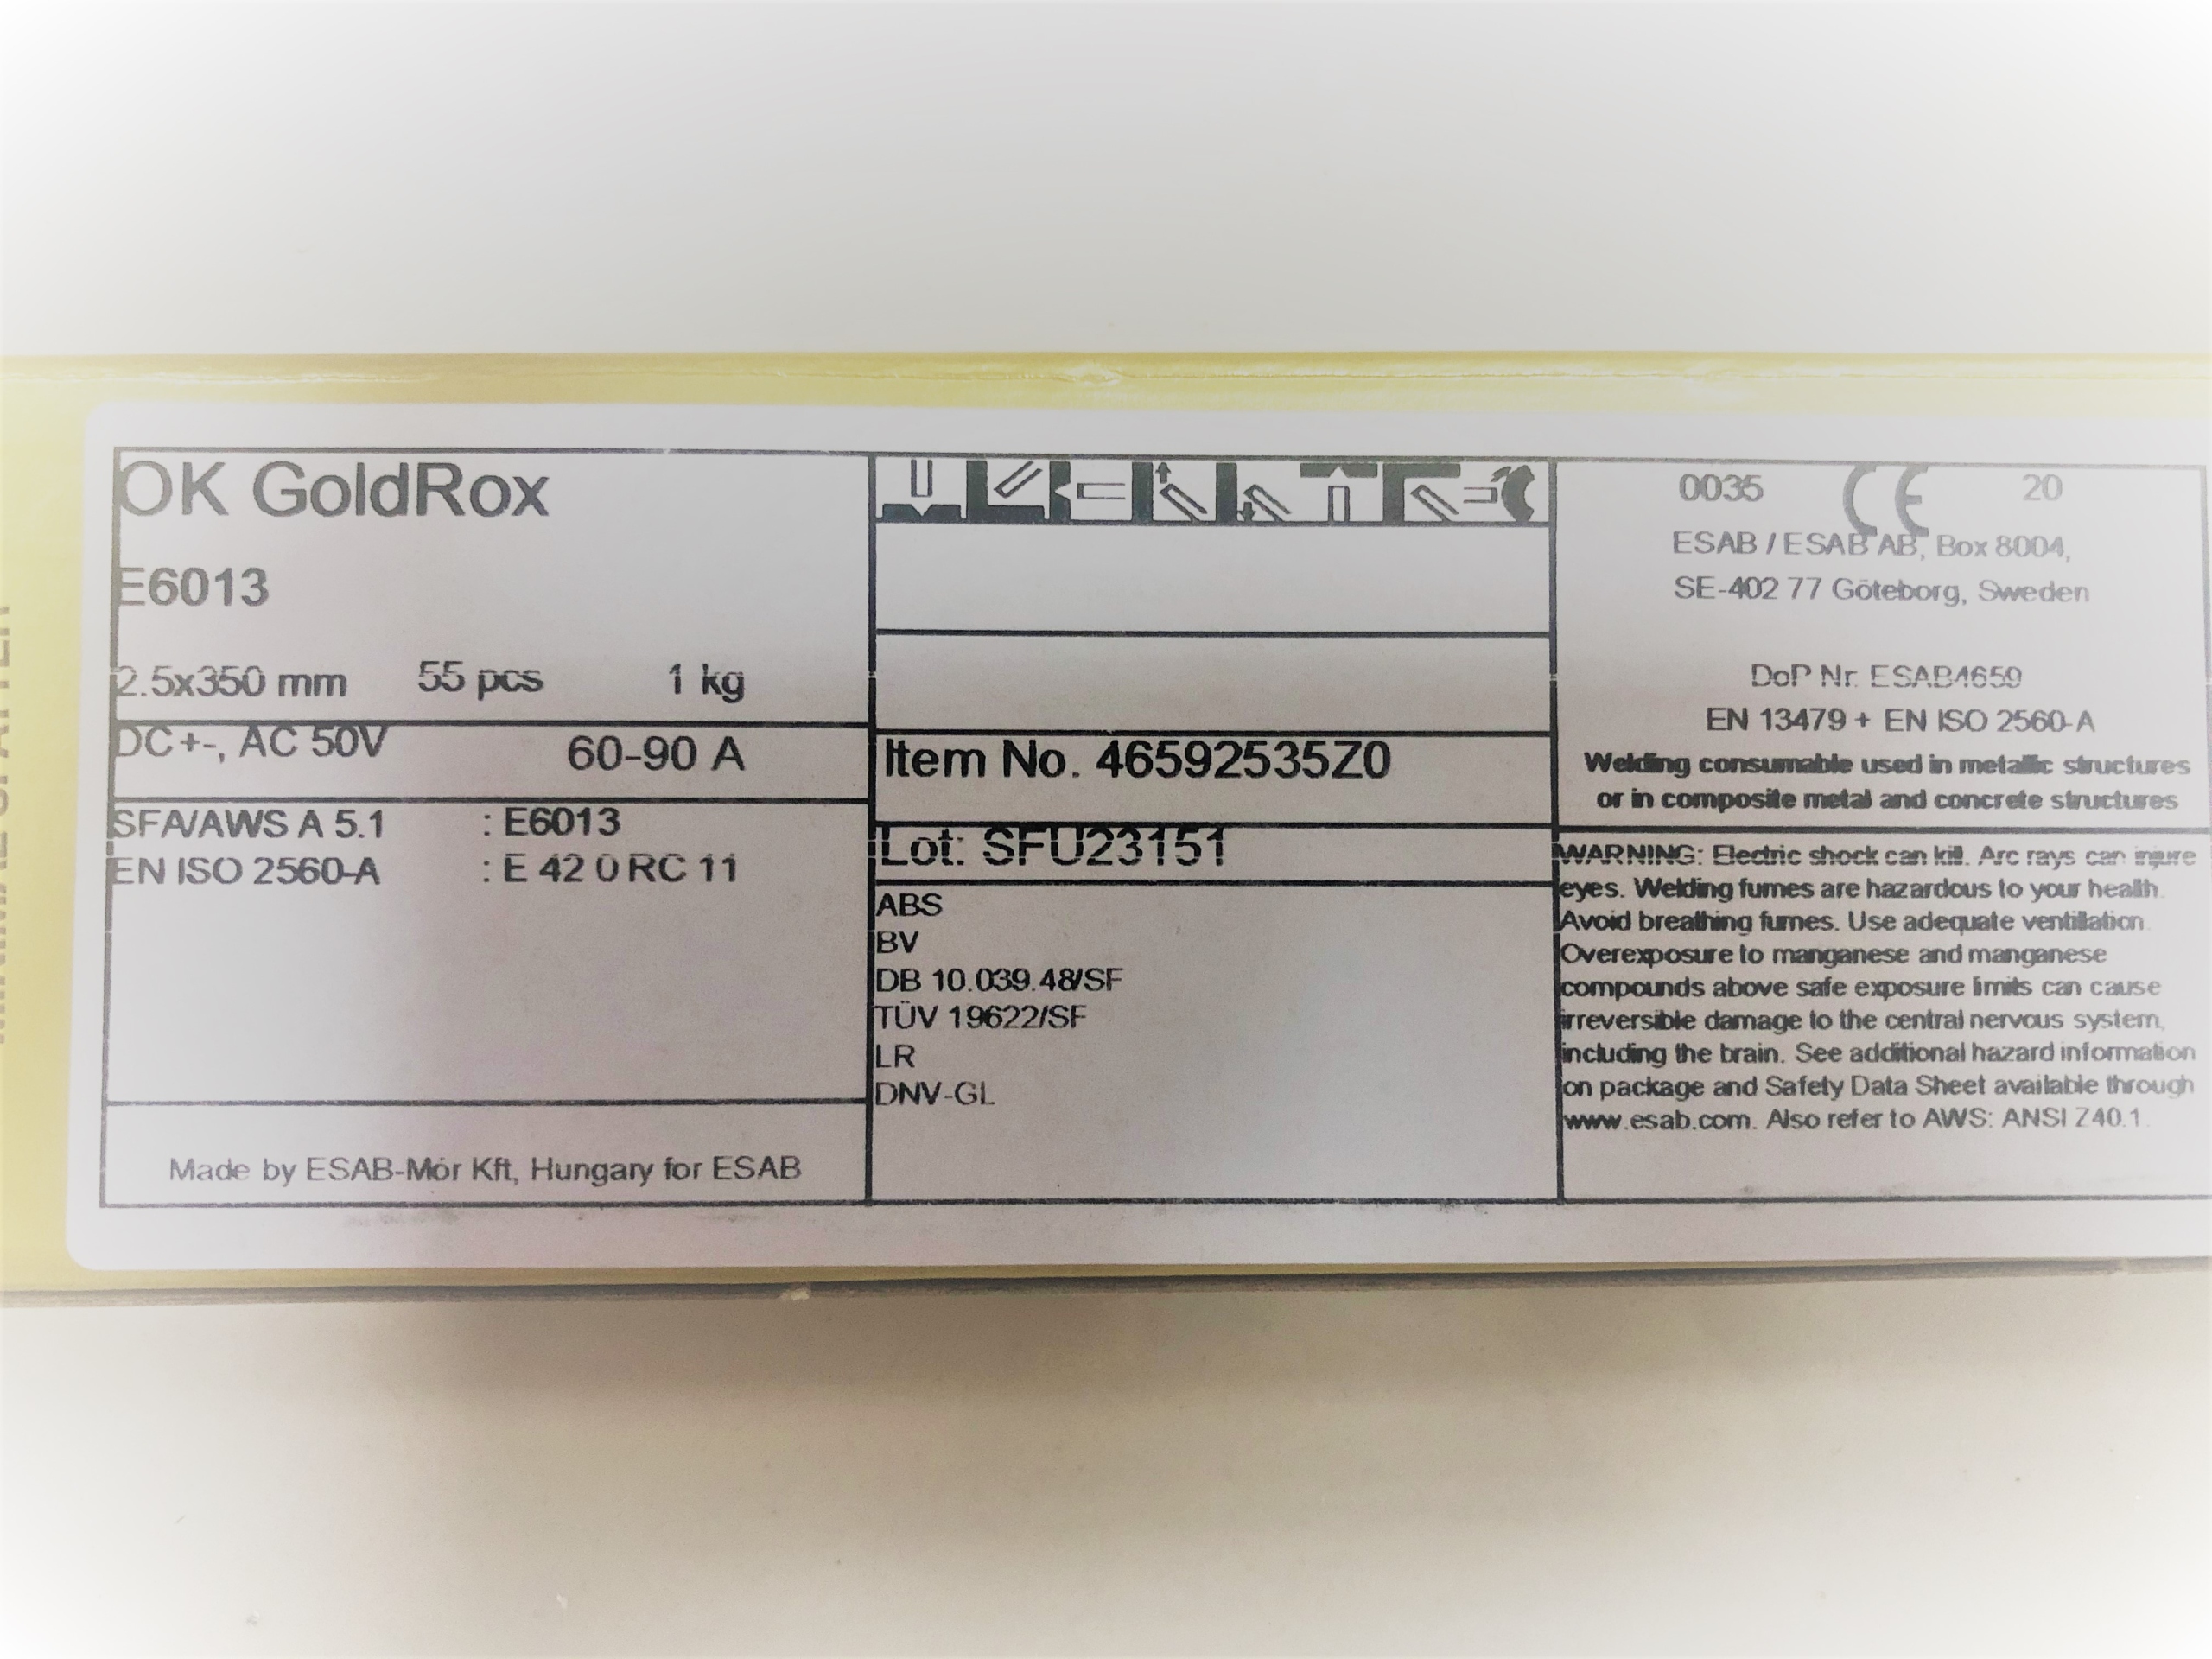 OK GoldRox
E6013
2.5x350 mm 55 pcs 1 kg
DC+-, AC 50V 60-90 A
SFA/AWS A 5.1 : E6013
EN ISO 2560-A : E 42 0 RC 11
Made by ESAB-Mór Kft, Hungary for ESAB
Item No. 46592535Z0
Lot: SFU23151
ABS
BV
DB 10.039.48/SF
TÜV 19622/SF
LR
DNV-GL
0035 CE 20
ESAB / ESAB AB, Box 8004,
SE-402 77 Göteborg, Sweden
DoP Nr. ESAB4659
EN 13479 + EN ISO 2560-A
Welding consumable used in metallic structures
or in composite metal and concrete structures
WARNING: Electric shock can kill. Arc rays can injure
eyes. Welding fumes are hazardous to your health.
Avoid breathing fumes. Use adequate ventilation.
Overexposure to manganese and manganese
compounds above safe exposure limits can cause
irreversible damage to the central nervous system,
including the brain. See additional hazard information
on package and Safety Data Sheet available through
www.esab.com. Also refer to AWS: ANSI Z40.1.